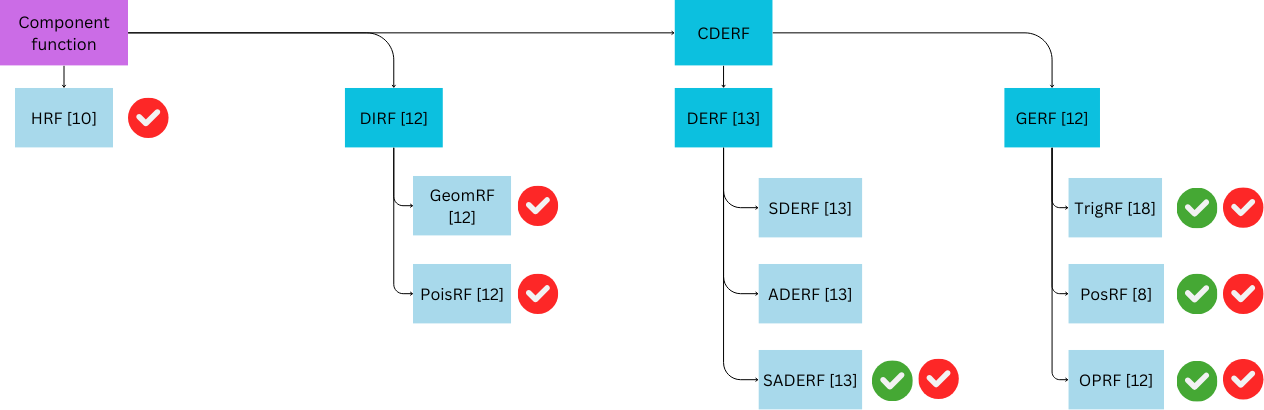 Component
function
CDERF
HRF [10]
DIRF [12]
DERF [13]
GERF [12]
GeomRF
[12]
SDERF [13]
TrigRF [18]
PoisRF [12]
ADERF [13]
PosRF [8]
SADERF [13]
OPRF [12]